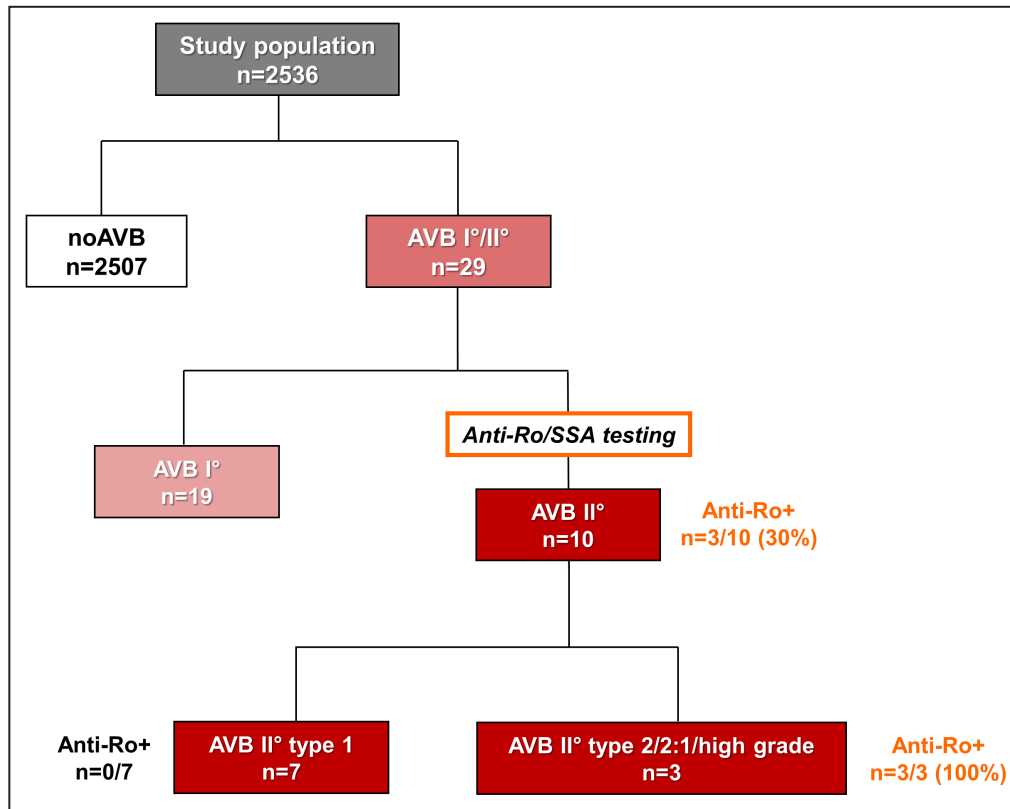 Study population
n=2536
noAVB
n=2507
AVB I°/II°
n=29
Anti-Ro/SSA testing
AVB I°
n=19
AVB II°
n=10
Anti-Ro+
n=3/10 (30%)
Anti-Ro+
n=0/7
AVB II° type 1
n=7
AVB II° type 2/2:1/high grade
n=3
Anti-Ro+
n=3/3 (100%)